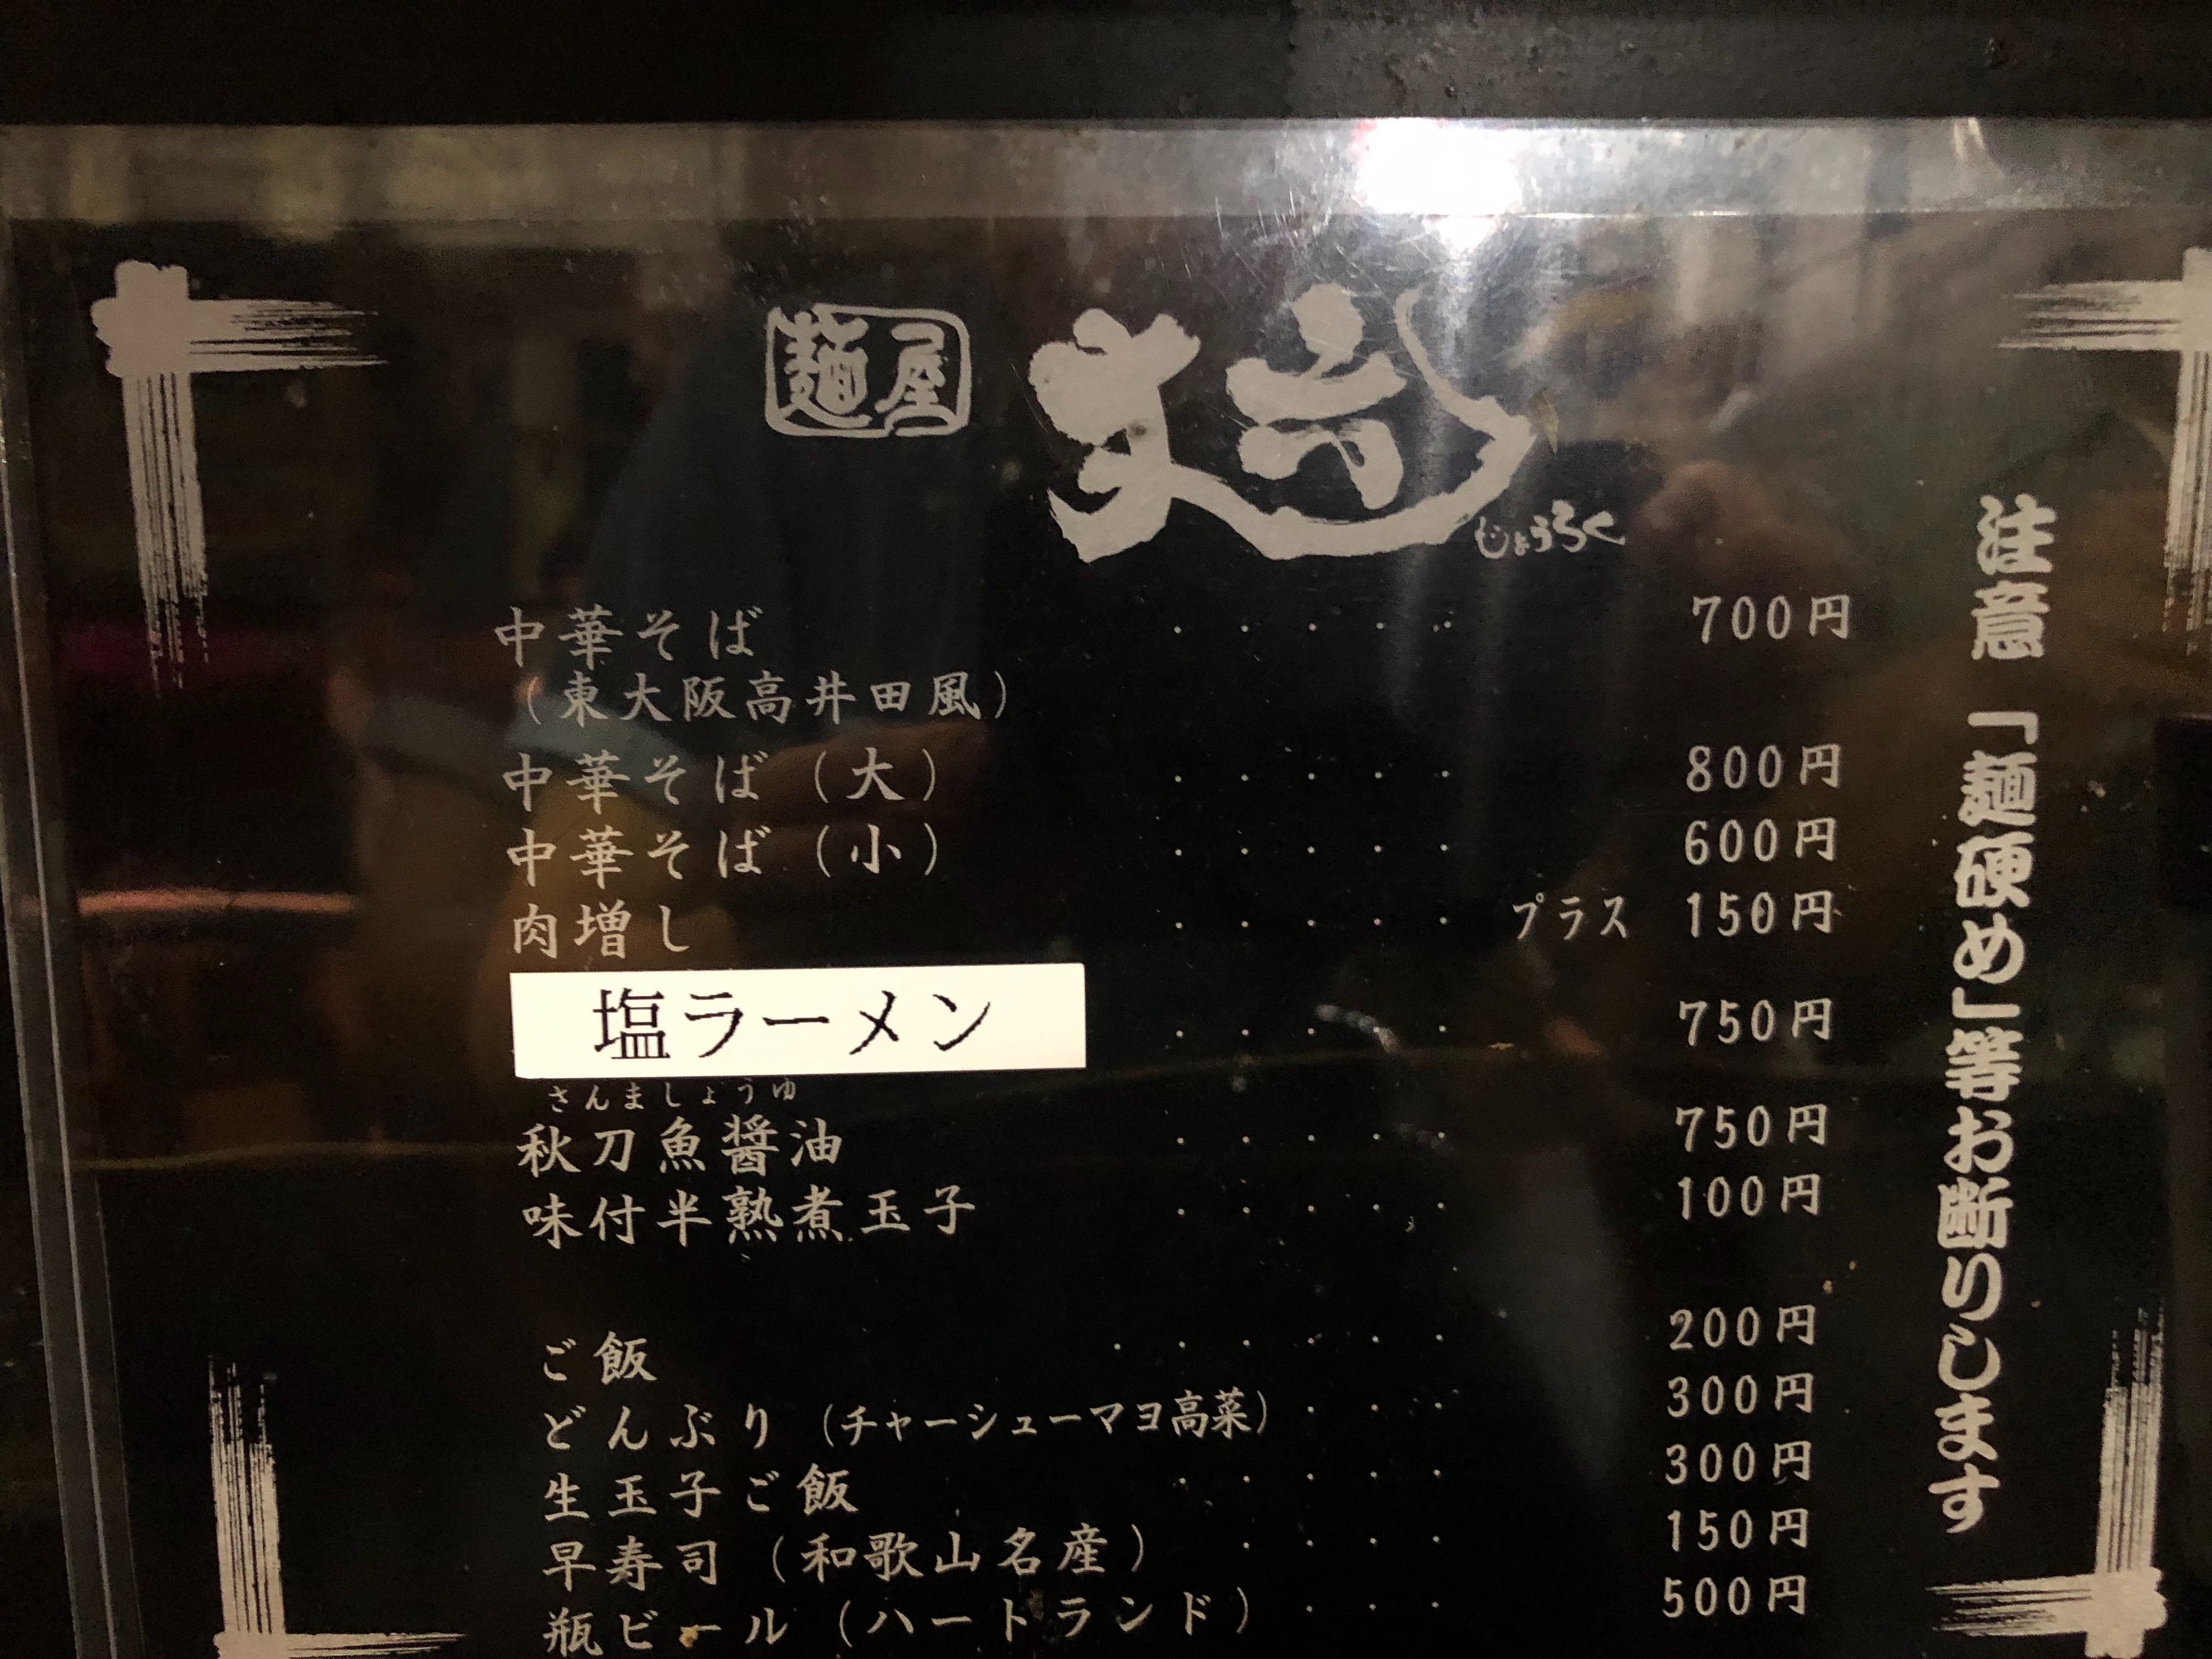 麺屋 丈六
じょうろく
中華そば ・・・・・ 700円
（東大阪高井田風）
中華そば（大） ・・・・・ 800円
中華そば（小） ・・・・・ 600円
肉増し ・・・・・ プラス 150円
塩ラーメン ・・・・・ 750円
さんましょうゆ
秋刀魚醤油 ・・・・・ 750円
味付半熟煮玉子 ・・・・・ 100円
ご飯 ・・・・・・ 200円
どんぶり（チャーシューマヨ高菜）・・・ 300円
生玉子ご飯 ・・・・・ 300円
早寿司（和歌山名産） ・・・・ 150円
瓶ビール（ハートランド）・・・ 500円
注意「麺硬め」等お断りします